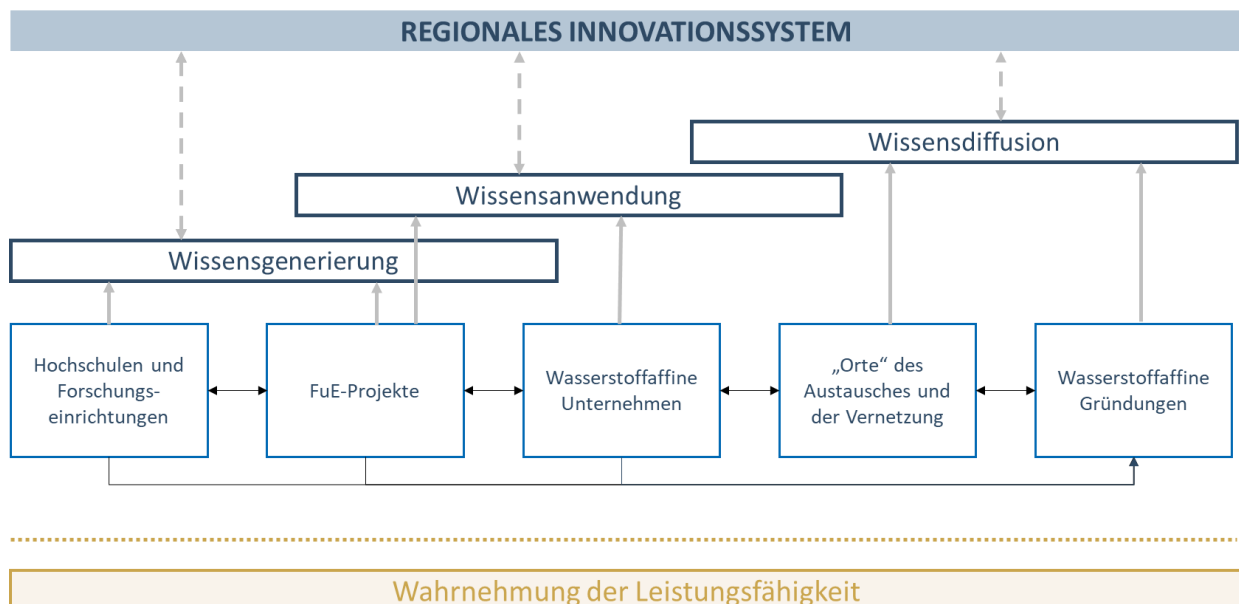 REGIONALES INNOVATIONSSYSTEM
Wissensdiffusion
Wissensanwendung
Wissensgenerierung
Hochschulen und
Forschungs-
einrichtungen
FuE-Projekte
Wasserstoffaffine
Unternehmen
„Orte“ des
Austausches und
der Vernetzung
Wasserstoffaffine
Gründungen
Wahrnehmung der Leistungsfähigkeit